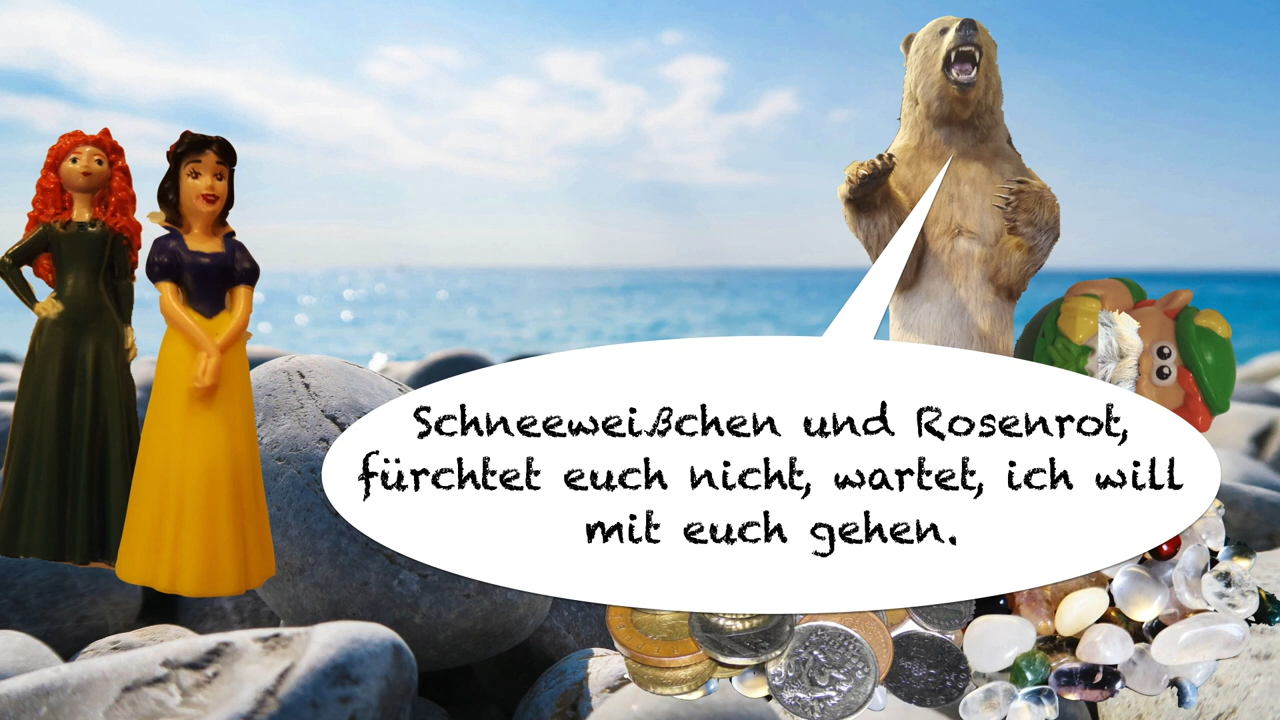 Schneeweißchen und Rosenrot,
fürchtet euch nicht, wartet, ich will
mit euch gehen.